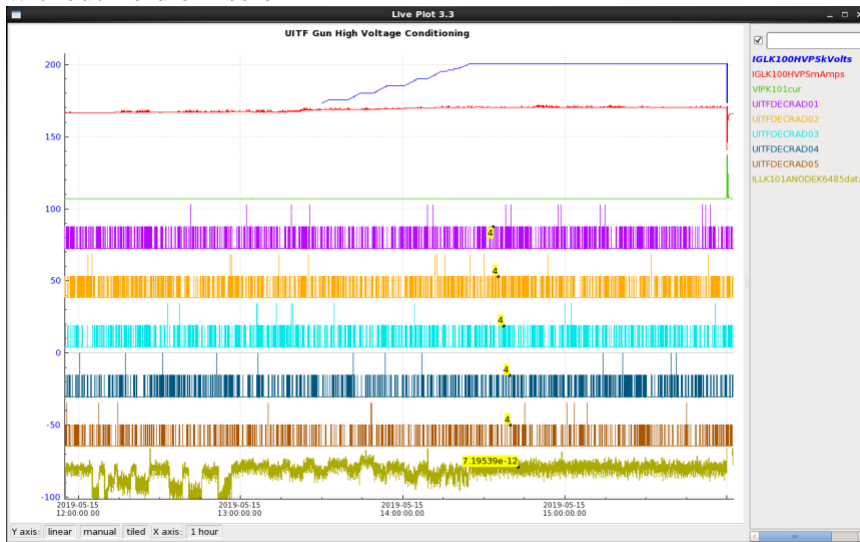 Live Plot 3.3
UITF Gun High Voltage Conditioning
IGLK100HVPSkVolts
IGLK100HVPSmAmps
VIPK101cur
UITFDECRAD01
UITFDECRAD02
UITFDECRAD03
UITFDECRAD04
UITFDECRAD05
ILLK101ANODEK6485data
200
150
100
50
0
-50
-100
4
4
4
4
4
7.19539e-12
2019-05-15 2019-05-15 2019-05-15 2019-05-15
12:00:00.00 13:00:00.00 14:00:00.00 15:00:00.00
Y axis: linear manual tiled X axis: 1 hour